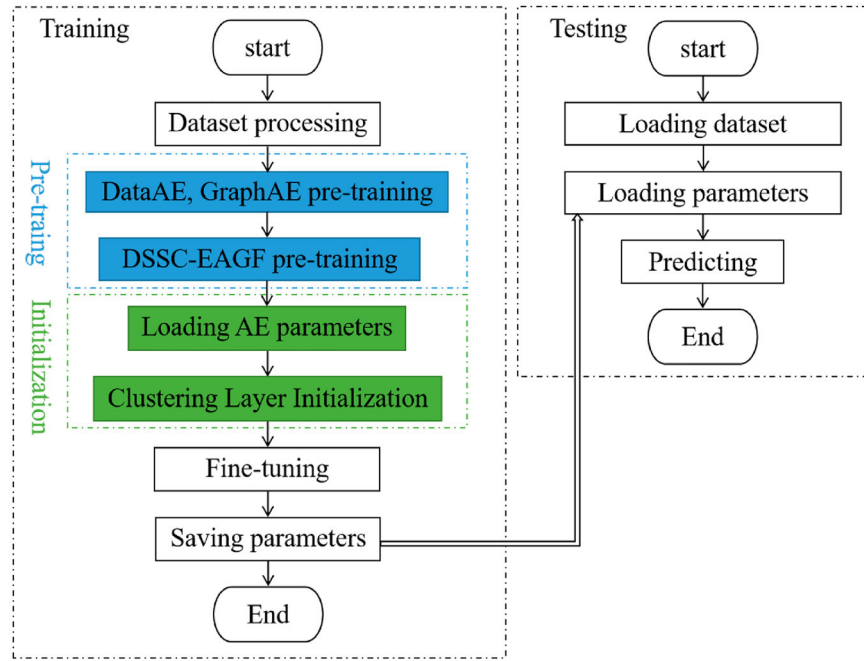 Training
start
Dataset processing
Pre-traing
DataAE, GraphAE pre-training
DSSC-EAGF pre-training
Initialization
Loading AE parameters
Clustering Layer Initialization
Fine-tuning
Saving parameters
End
Testing
start
Loading dataset
Loading parameters
Predicting
End